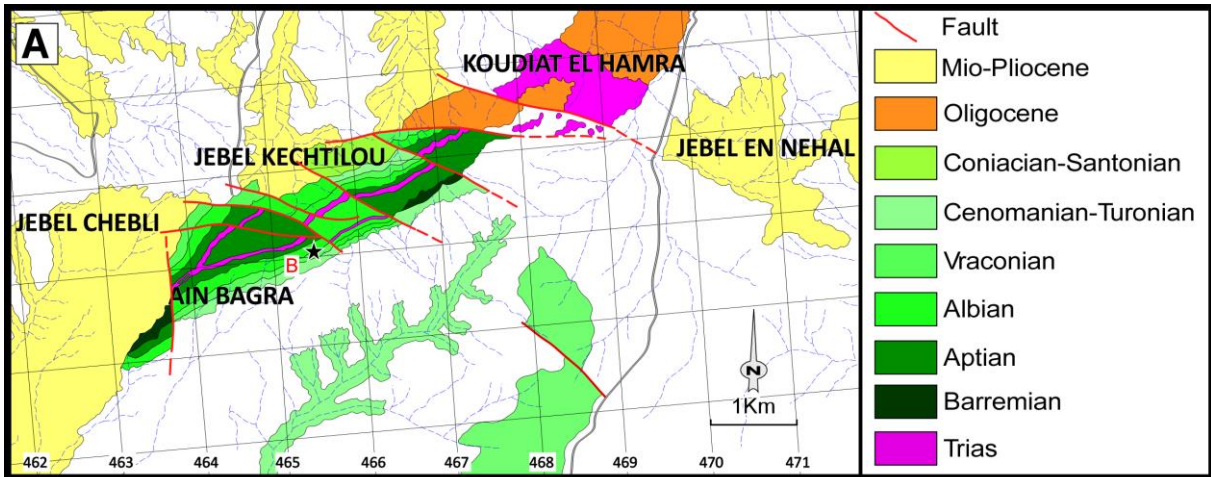 A
KOUDIAT EL HAMRA
JEBEL KECHTILOU
JEBEL EN NEHAL
JEBEL CHEBLI
B
AIN BAGRA
N
1Km
462 463 464 465 466 467 468 469 470 471
Fault
Mio-Pliocene
Oligocene
Coniacian-Santonian
Cenomanian-Turonian
Vraconian
Albian
Aptian
Barremian
Trias